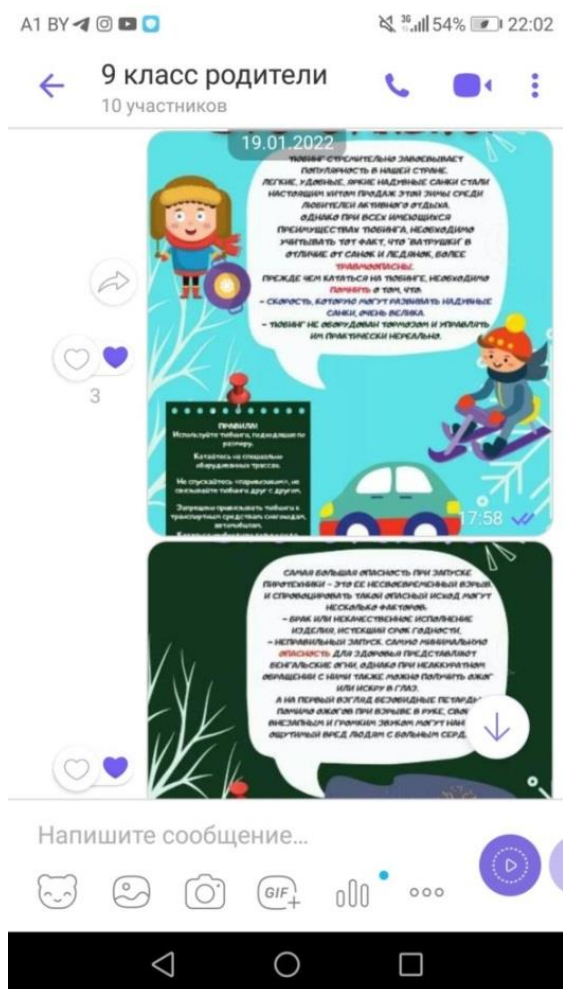 A1 BY
3G
54%
22:02
9 класс родители
10 участников
19.01.2022
ТЮБИНГ СТРЕМИТЕЛЬНО ЗАВОЕВЫВАЕТ
ПОПУЛЯРНОСТЬ В НАШЕЙ СТРАНЕ.
ЛЕГКИЕ, УДОБНЫЕ, ЯРКИЕ НАДУВНЫЕ САНКИ СТАЛИ
НАСТОЯЩИМ ХИТОМ ПРОДАЖ ЭТОЙ ЗИМЫ СРЕДИ
ЛЮБИТЕЛЕЙ АКТИВНОГО ОТДЫХА.
ОДНАКО ПРИ ВСЕХ ИМЕЮЩИХСЯ
ПРЕИМУЩЕСТВАХ ТЮБИНГА, НЕОБХОДИМО
УЧИТЫВАТЬ ТОТ ФАКТ, ЧТО "ВАТРУШКИ" В
ОТЛИЧИЕ ОТ САНОК И ЛЕДЯНОК, БОЛЕЕ
ТРАВМООПАСНЫ.
ПРЕЖДЕ ЧЕМ КАТАТЬСЯ НА ТЮБИНГЕ, НЕОБХОДИМО
ПОМНИТЬ О ТОМ, ЧТО:
- СКОРОСТЬ, КОТОРУЮ МОГУТ РАЗВИВАТЬ НАДУВНЫЕ
САНКИ, ОЧЕНЬ ВЕЛИКА.
- ТЮБИНГ НЕ ОБОРУДОВАН ТОРМОЗОМ И УПРАВЛЯТЬ
ИМ ПРАКТИЧЕСКИ НЕРЕАЛЬНО.
3
ПРАВИЛА!
Используйте тюбинги, подходящие по
размеру.
Катайтесь на специально
оборудованных трассах.
Не спускайтесь «паровозиком», не
связывайте тюбинги друг с другом.
Запрещено привязывать тюбинги к
транспортным средствам снегоходам,
автомобилям.
17:58
САМАЯ БОЛЬШАЯ ОПАСНОСТЬ ПРИ ЗАПУСКЕ
ПИРОТЕХНИКИ - ЭТО ЕЕ НЕСВОЕВРЕМЕННЫЙ ВЗРЫВ.
И СПРОВОЦИРОВАТЬ ТАКОЙ ОПАСНЫЙ ИСХОД МОГУТ
НЕСКОЛЬКО ФАКТОРОВ:
- БРАК ИЛИ НЕКАЧЕСТВЕННОЕ ИСПОЛНЕНИЕ
ИЗДЕЛИЯ, ИСТЕКШИЙ СРОК ГОДНОСТИ,
- НЕПРАВИЛЬНЫЙ ЗАПУСК. САМУЮ МИНИМАЛЬНУЮ
ОПАСНОСТЬ ДЛЯ ЗДОРОВЬЯ ПРЕДСТАВЛЯЮТ
БЕНГАЛЬСКИЕ ОГНИ, ОДНАКО ПРИ НЕАККУРАТНОМ
ОБРАЩЕНИИ С НИМИ ТАКЖЕ МОЖНО ПОЛУЧИТЬ ОЖОГ
ИЛИ ИСКРУ В ГЛАЗ.
А НА ПЕРВЫЙ ВЗГЛЯД БЕЗОБИДНЫЕ ПЕТАРДЫ
ПОМИМО ОЖОГОВ ПРИ ВЗРЫВЕ В РУКЕ, СВО
ВНЕЗАПНЫМ И ГРОМКИМ ЗВУКОМ МОГУТ НАН
ОЩУТИМЫЙ ВРЕД ЛЮДЯМ С БОЛЬНЫМ СЕРД
Напишите сообщение...
GIF